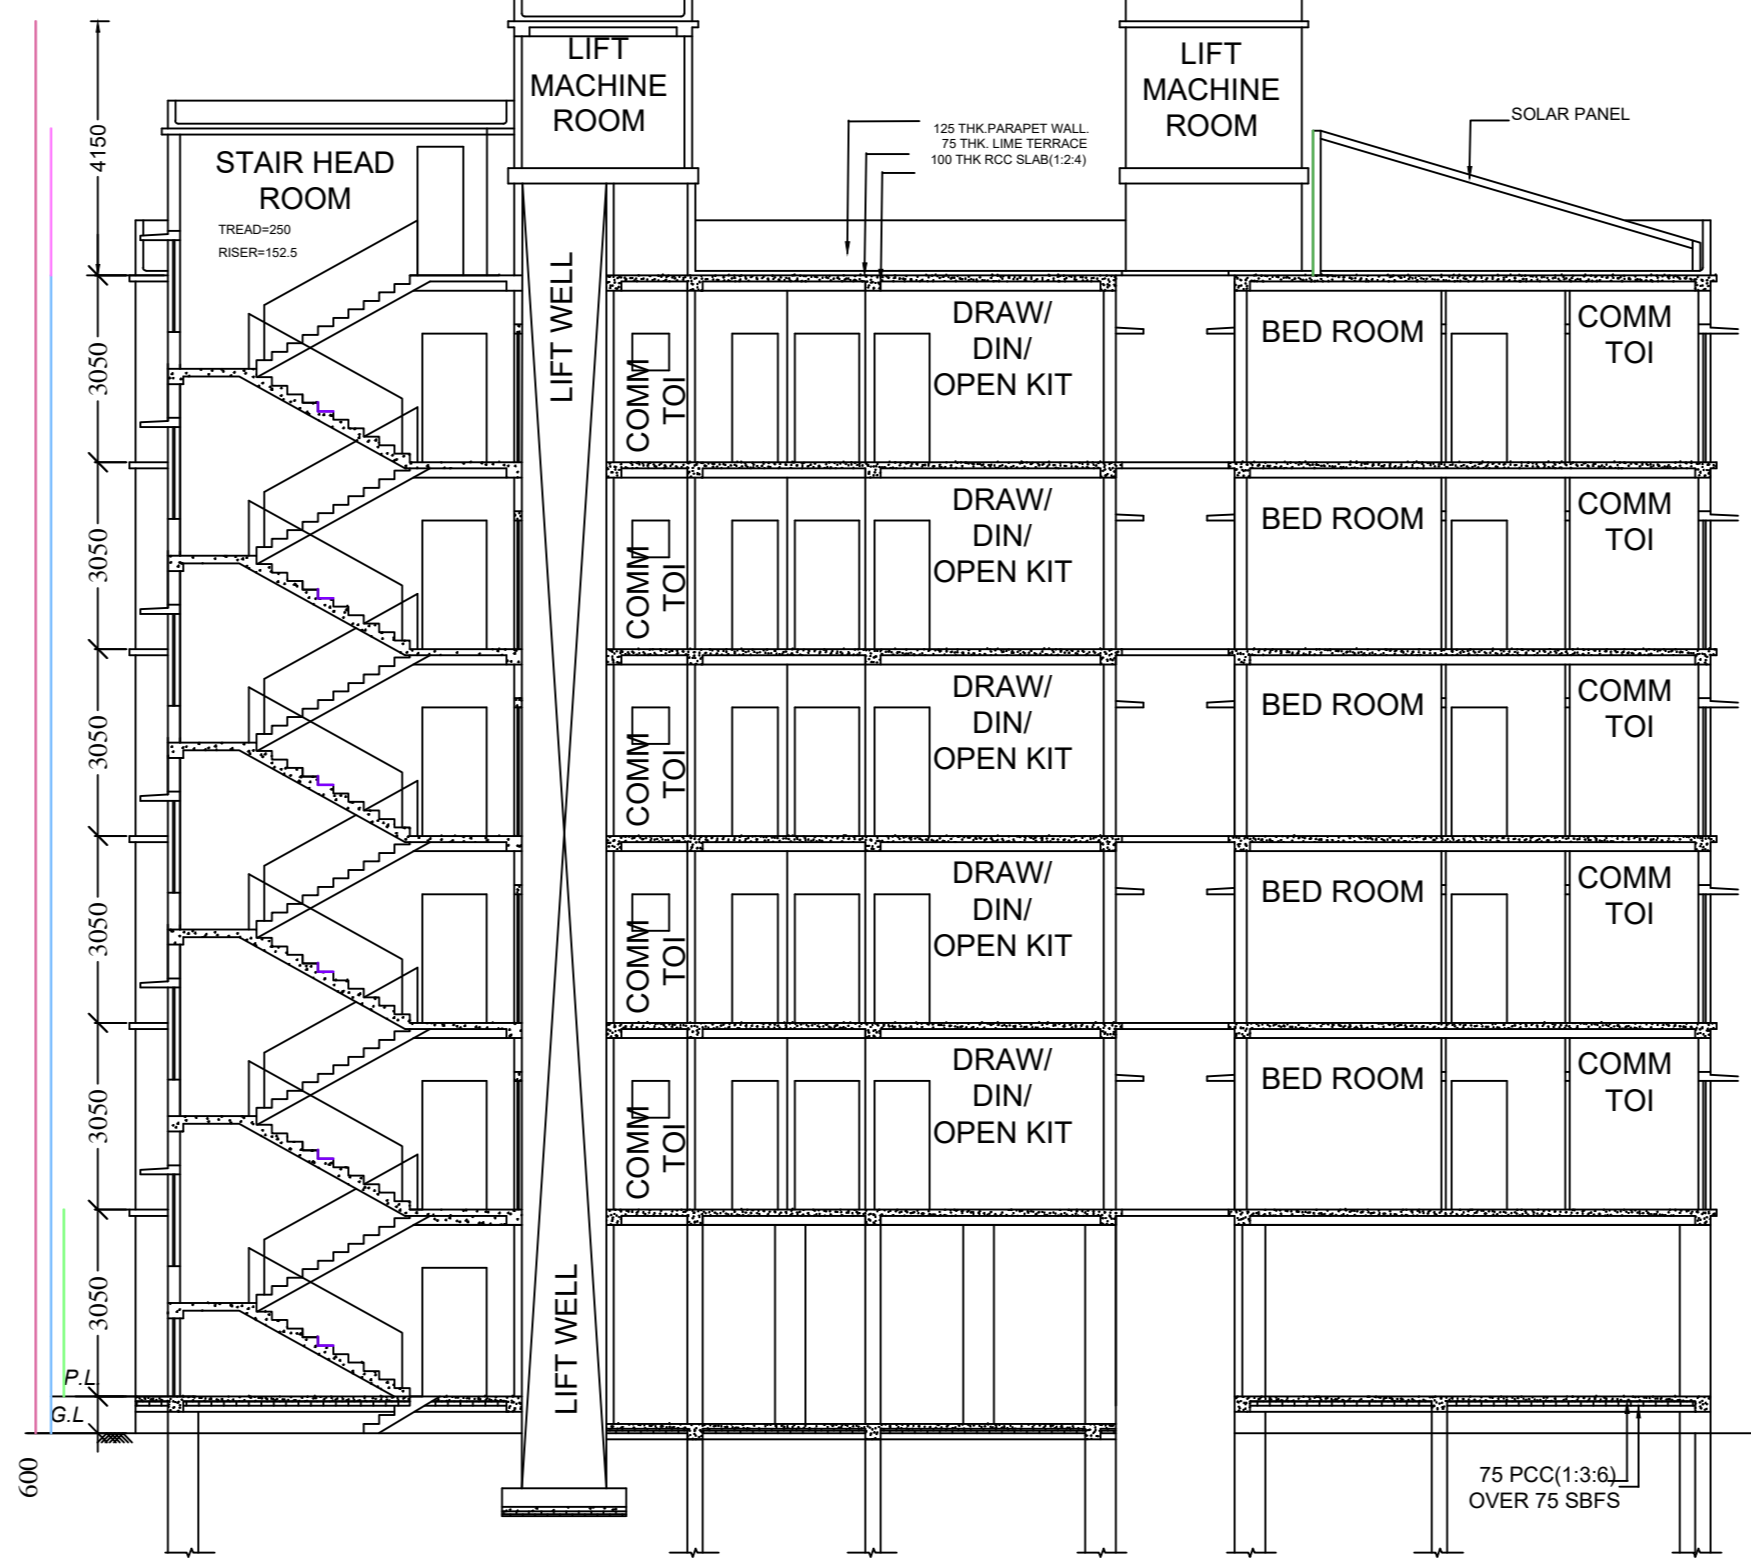 LIFT
MACHINE
ROOM
LIFT
MACHINE
ROOM
SOLAR PANEL
125 THK.PARAPET WALL.
75 THK. LIME TERRACE
100 THK RCC SLAB(1:2:4)
4150
STAIR HEAD
ROOM
TREAD=250
RISER=152.5
LIFT WELL
3050
COMM
TOI
DRAW/
DIN/
OPEN KIT
BED ROOM
COMM
TOI
3050
COMM
TOI
DRAW/
DIN/
OPEN KIT
BED ROOM
COMM
TOI
3050
COMM
TOI
DRAW/
DIN/
OPEN KIT
BED ROOM
COMM
TOI
3050
COMM
TOI
DRAW/
DIN/
OPEN KIT
BED ROOM
COMM
TOI
3050
COMM
TOI
DRAW/
DIN/
OPEN KIT
BED ROOM
COMM
TOI
3050
LIFT WELL
P.L.
G.L
600
75 PCC(1:3:6)
OVER 75 SBFS